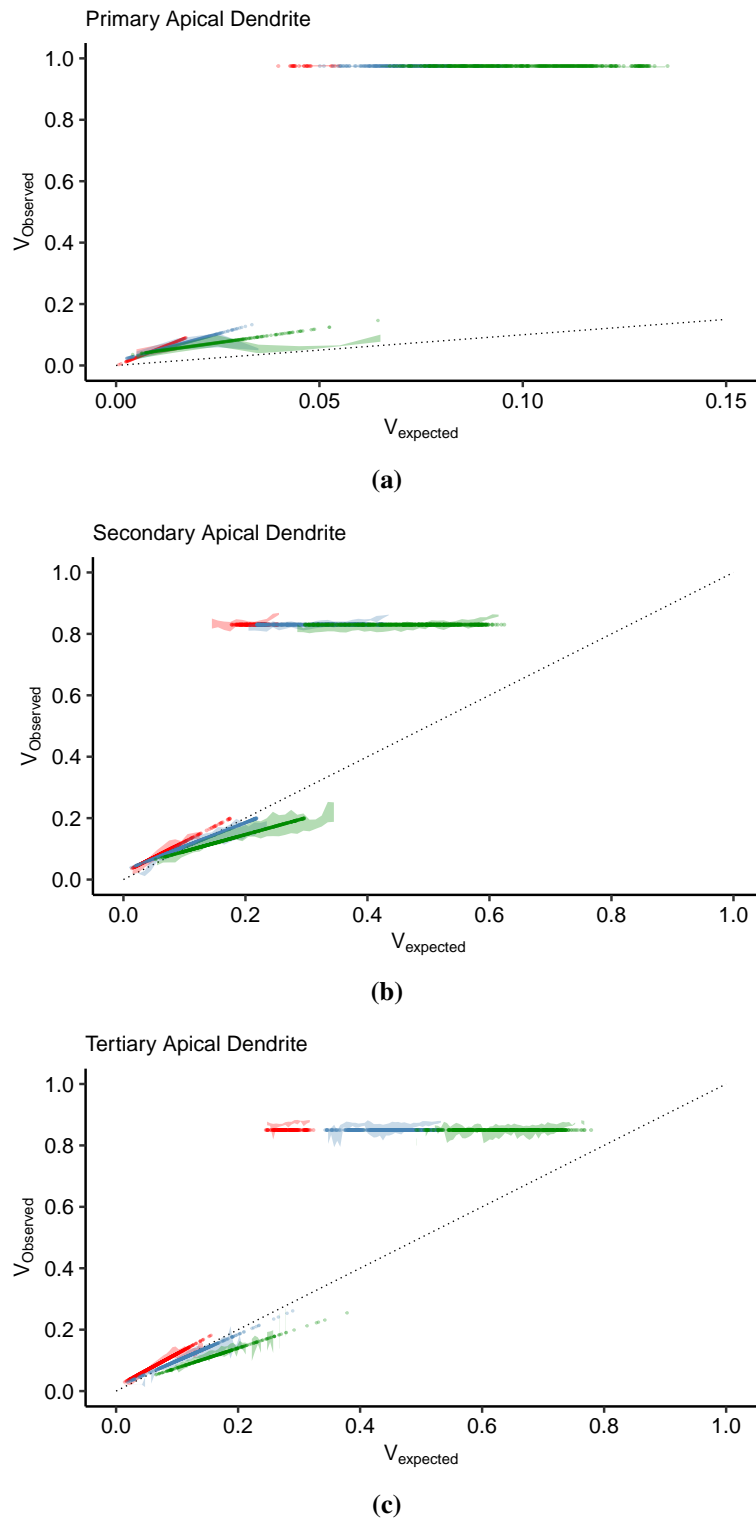 Primary Apical Dendrite
1.0
0.8
0.6
0.4
0.2
0.0
VObserved
0.00 0.05 0.10 0.15
Vexpected
(a)
Secondary Apical Dendrite
1.0
0.8
0.6
0.4
0.2
0.0
VObserved
0.0 0.2 0.4 0.6 0.8 1.0
Vexpected
(b)
Tertiary Apical Dendrite
1.0
0.8
0.6
0.4
0.2
0.0
VObserved
0.0 0.2 0.4 0.6 0.8 1.0
Vexpected
(c)